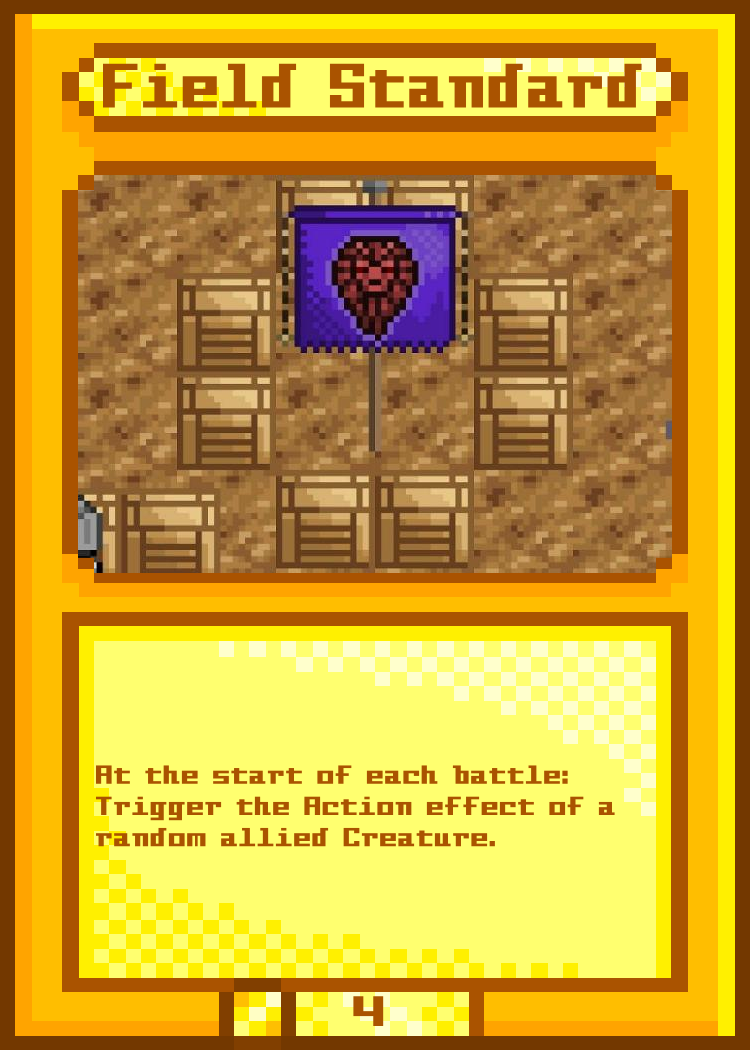 Field Standard
At the start of each battle:
Trigger the Action effect of a
random allied Creature.
4